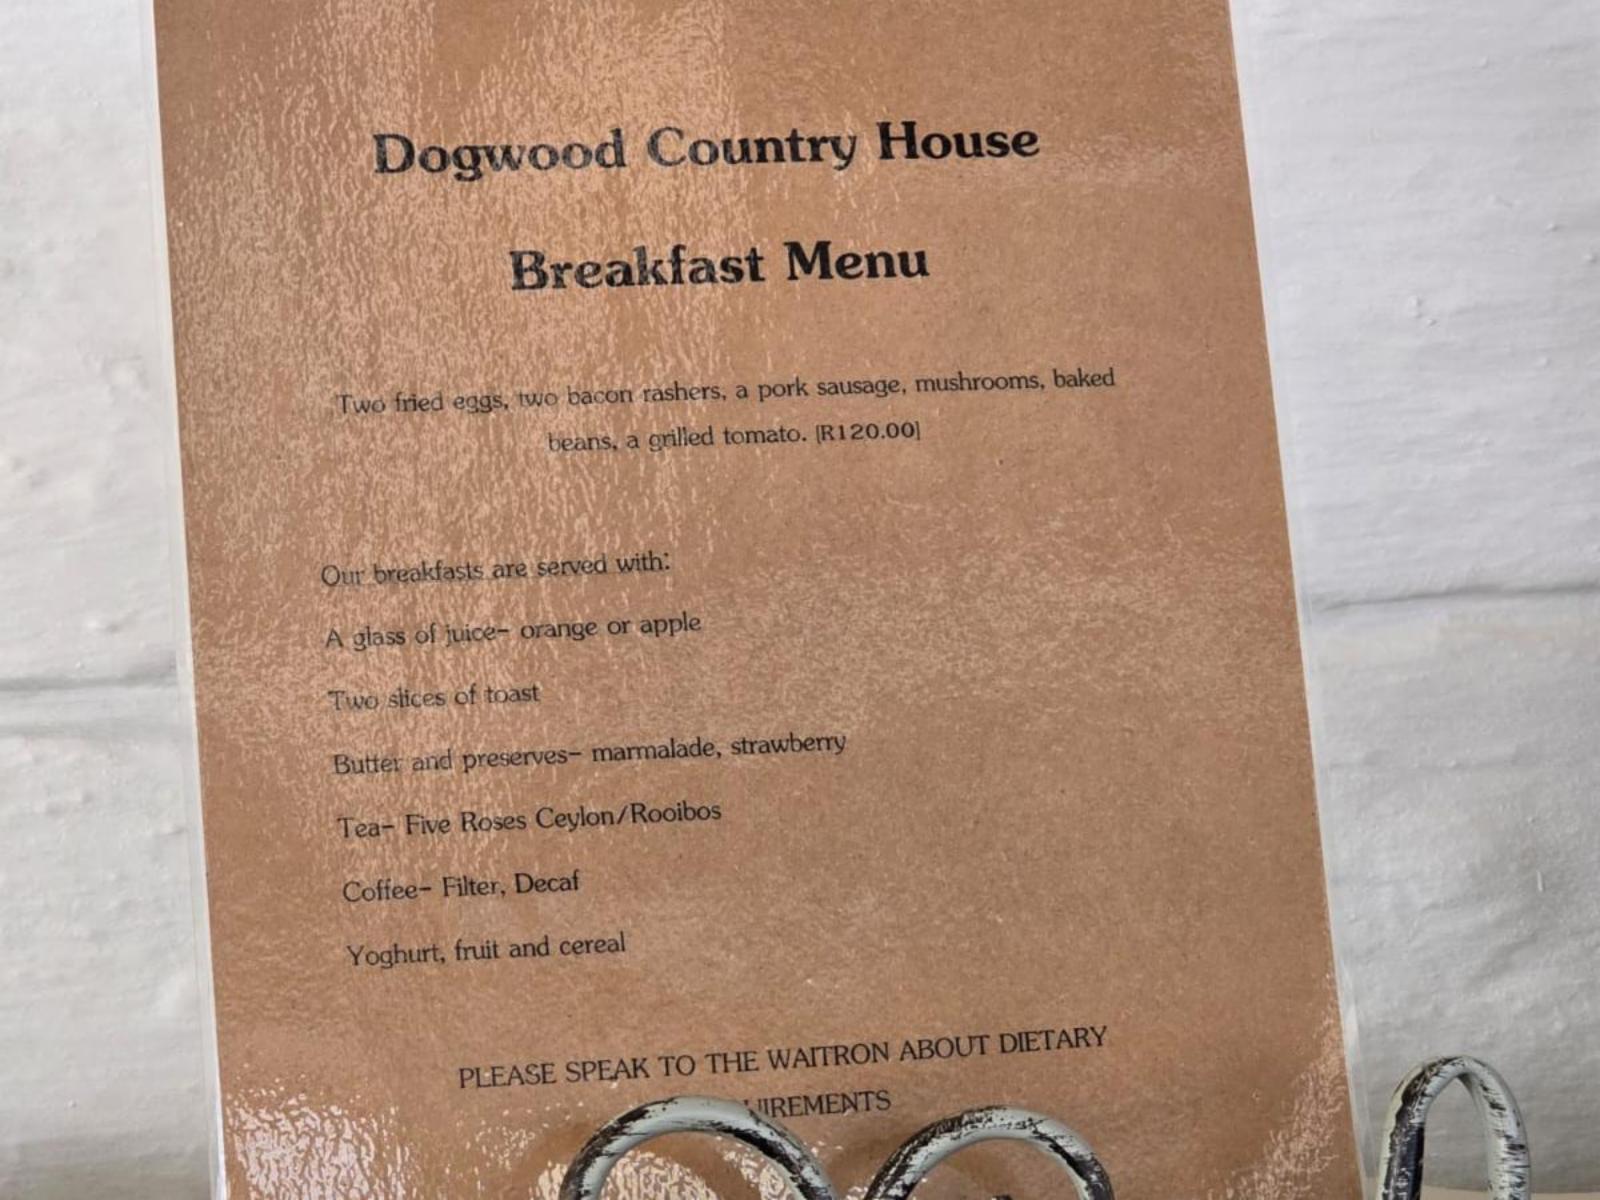 Dogwood Country House
Breakfast Menu
Two fried eggs, two bacon rashers, a pork sausage, mushrooms, baked
beans, a grilled tomato. [R120.00]
Our breakfasts are served with:
A glass of juice- orange or apple
Two slices of toast
Butter and preserves- marmalade, strawberry
Tea- Five Roses Ceylon/Rooibos
Coffee- Filter, Decaf
Yoghurt, fruit and cereal
PLEASE SPEAK TO THE WAITRON ABOUT DIETARY
UIREMENTS